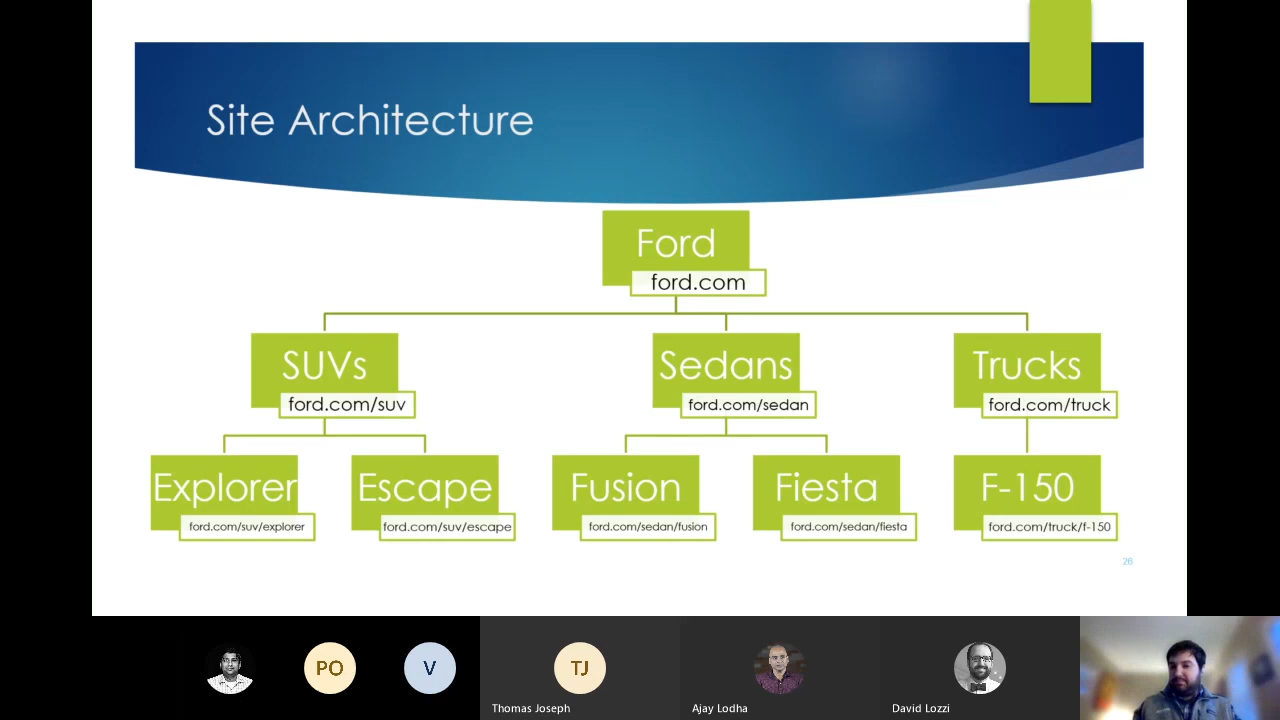 Site Architecture
Ford
ford.com
SUVs
ford.com/suv
Sedans
ford.com/sedan
Trucks
ford.com/truck
Explorer
ford.com/suv/explorer
Escape
ford.com/suv/escape
Fusion
ford.com/sedan/fusion
Fiesta
ford.com/sedan/fiesta
F-150
ford.com/truck/f-150
26
PO
V
TJ
Thomas Joseph
Ajay Lodha
David Lozzi